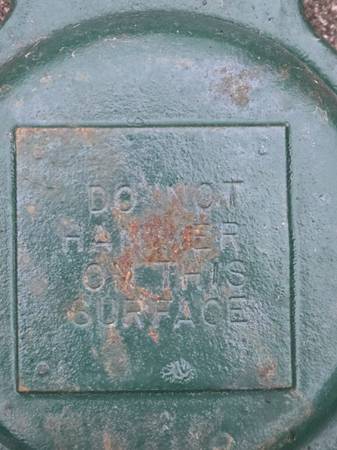 DO NOT
HAMMER
ON THIS
SURFACE